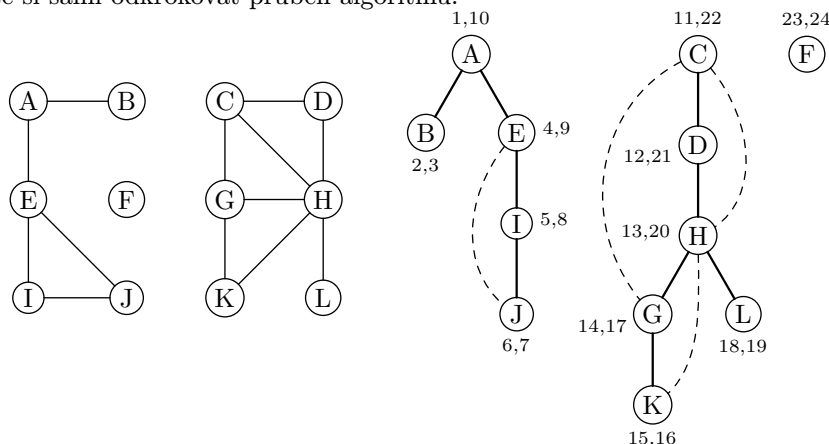 si sami odkrokovat průběh algoritmu.
1,10 11,22 23,24
A C F
A B C D
B E 4,9
2,3
D
12,21
E F G H
I 5,8
H
13,20
I J K L
J
6,7
G L
14,17
18,19
K
15,16